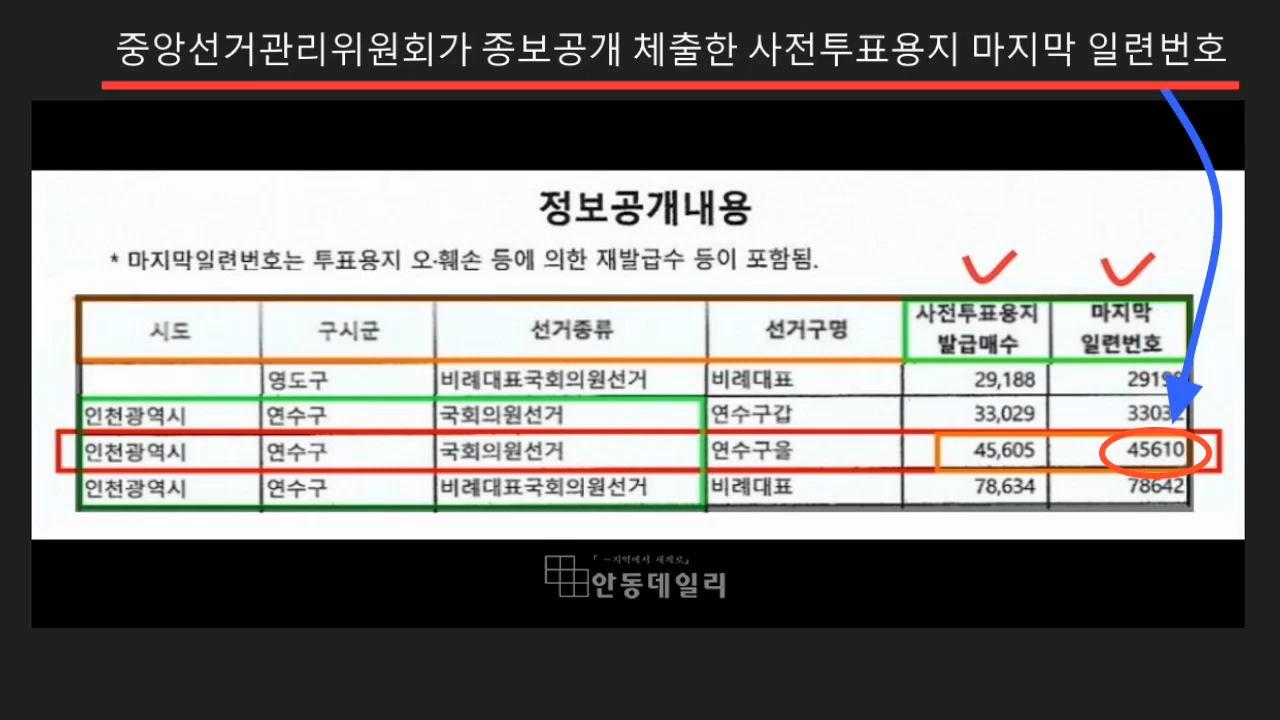 중앙선거관리위원회가 종보공개 체출한 사전투표용지 마지막 일련번호
정보공개내용
* 마지막일련번호는 투표용지 오·훼손 등에 의한 재발급수 등이 포함됨.
시도 구시군 선거종류 선거구명 사전투표용지 발급매수 마지막 일련번호
영도구 비례대표국회의원선거 비례대표 29,188
인천광역시 연수구 국회의원선거 연수구갑 33,029
인천광역시 연수구 국회의원선거 연수구을 45,605 45610
인천광역시 연수구 비례대표국회의원선거 비례대표 78,634 78642
『 -지역에서 세계로』
안동데일리